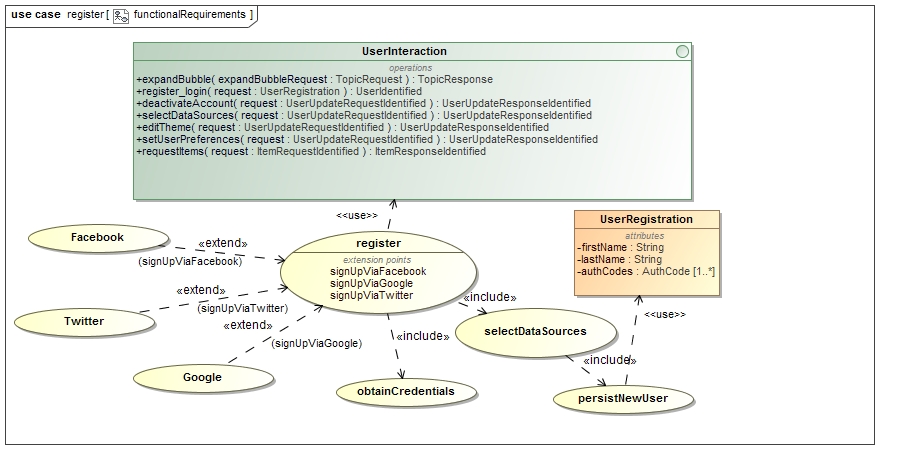 use case register [ functionalRequirements ]
UserInteraction
operations
+expandBubble( expandBubbleRequest : TopicRequest ) : TopicResponse
+register_login( request : UserRegistration ) : UserIdentified
+deactivateAccount( request : UserUpdateRequestIdentified ) : UserUpdateResponseIdentified
+selectDataSources( request : UserUpdateRequestIdentified ) : UserUpdateResponseIdentified
+editTheme( request : UserUpdateRequestIdentified ) : UserUpdateResponseIdentified
+setUserPreferences( request : UserUpdateRequestIdentified ) : UserUpdateResponseIdentified
+requestItems( request : ItemRequestIdentified ) : ItemResponseIdentified
<<use>>
UserRegistration
attributes
-firstName : String
-lastName : String
-authCodes : AuthCode [1..*]
Facebook
«extend»
(signUpViaFacebook)
register
extension points
signUpViaFacebook
signUpViaGoogle
signUpViaTwitter
«extend»
(signUpViaTwitter)
Twitter
«extend»
(signUpViaGoogle)
Google
«include»
selectDataSources
<<use>>
«include»
obtainCredentials
«include»
persistNewUser